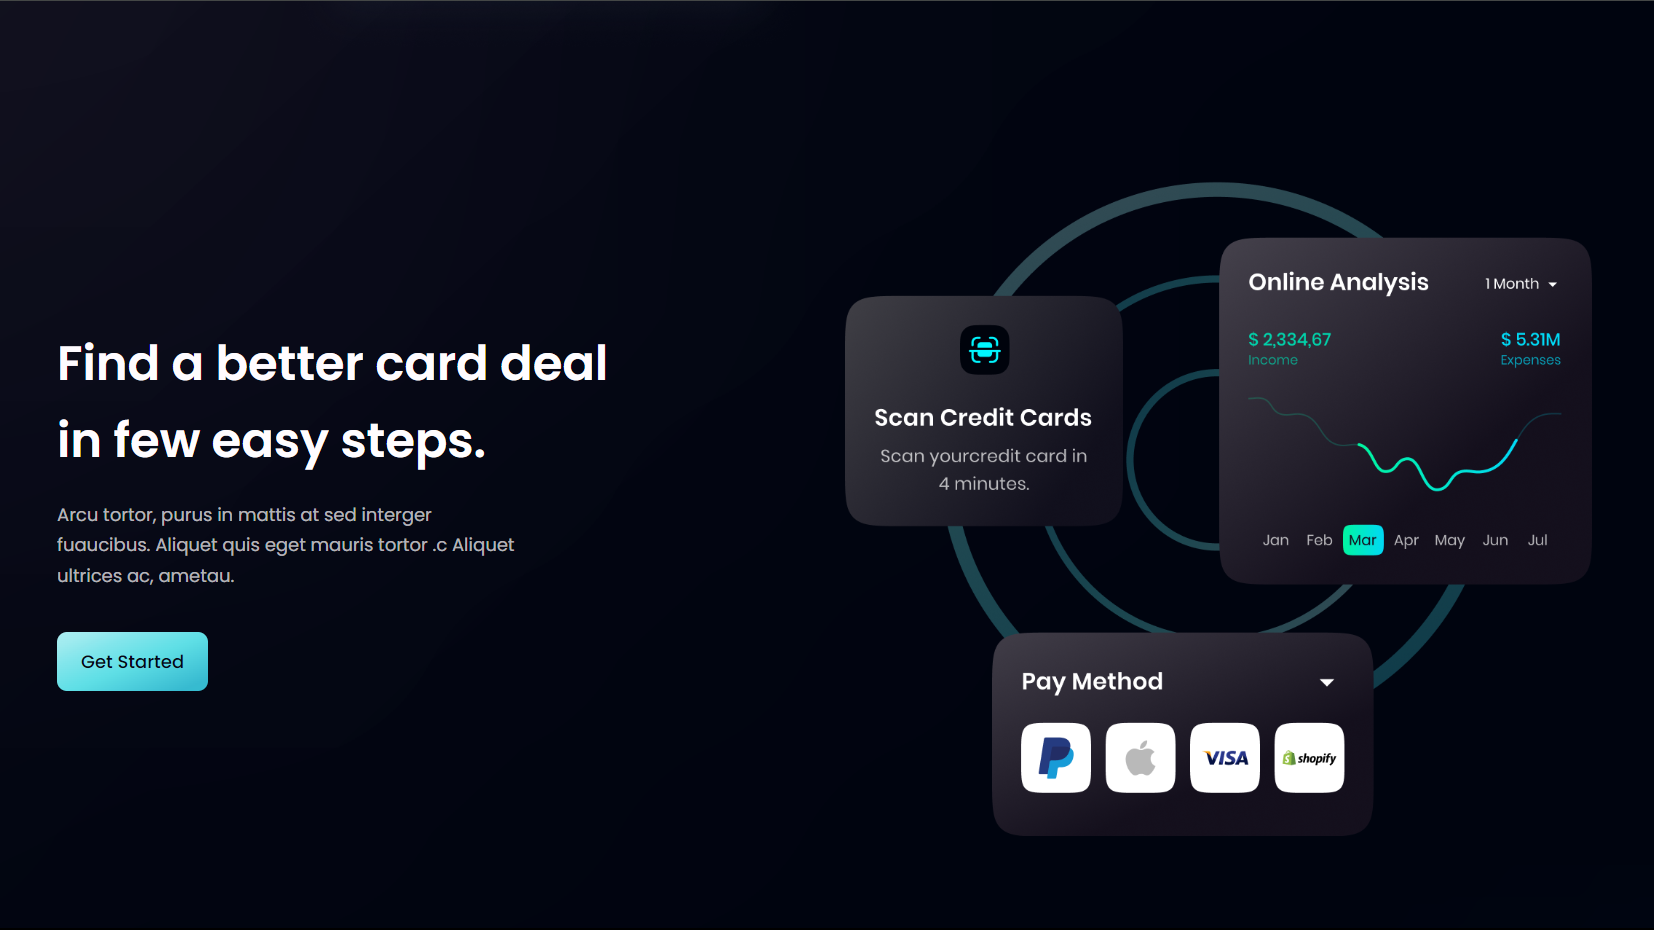 Find a better card deal
in few easy steps.
Arcu tortor, purus in mattis at sed interger
fuaucibus. Aliquet quis eget mauris tortor .c Aliquet
ultrices ac, ametau.
Get Started
Scan Credit Cards
Scan yourcredit card in
4 minutes.
Online Analysis
1 Month
$ 2,334,67
$ 5.31M
Income
Expenses
Jan Feb Mar Apr May Jun Jul
Pay Method
VISA
shopify